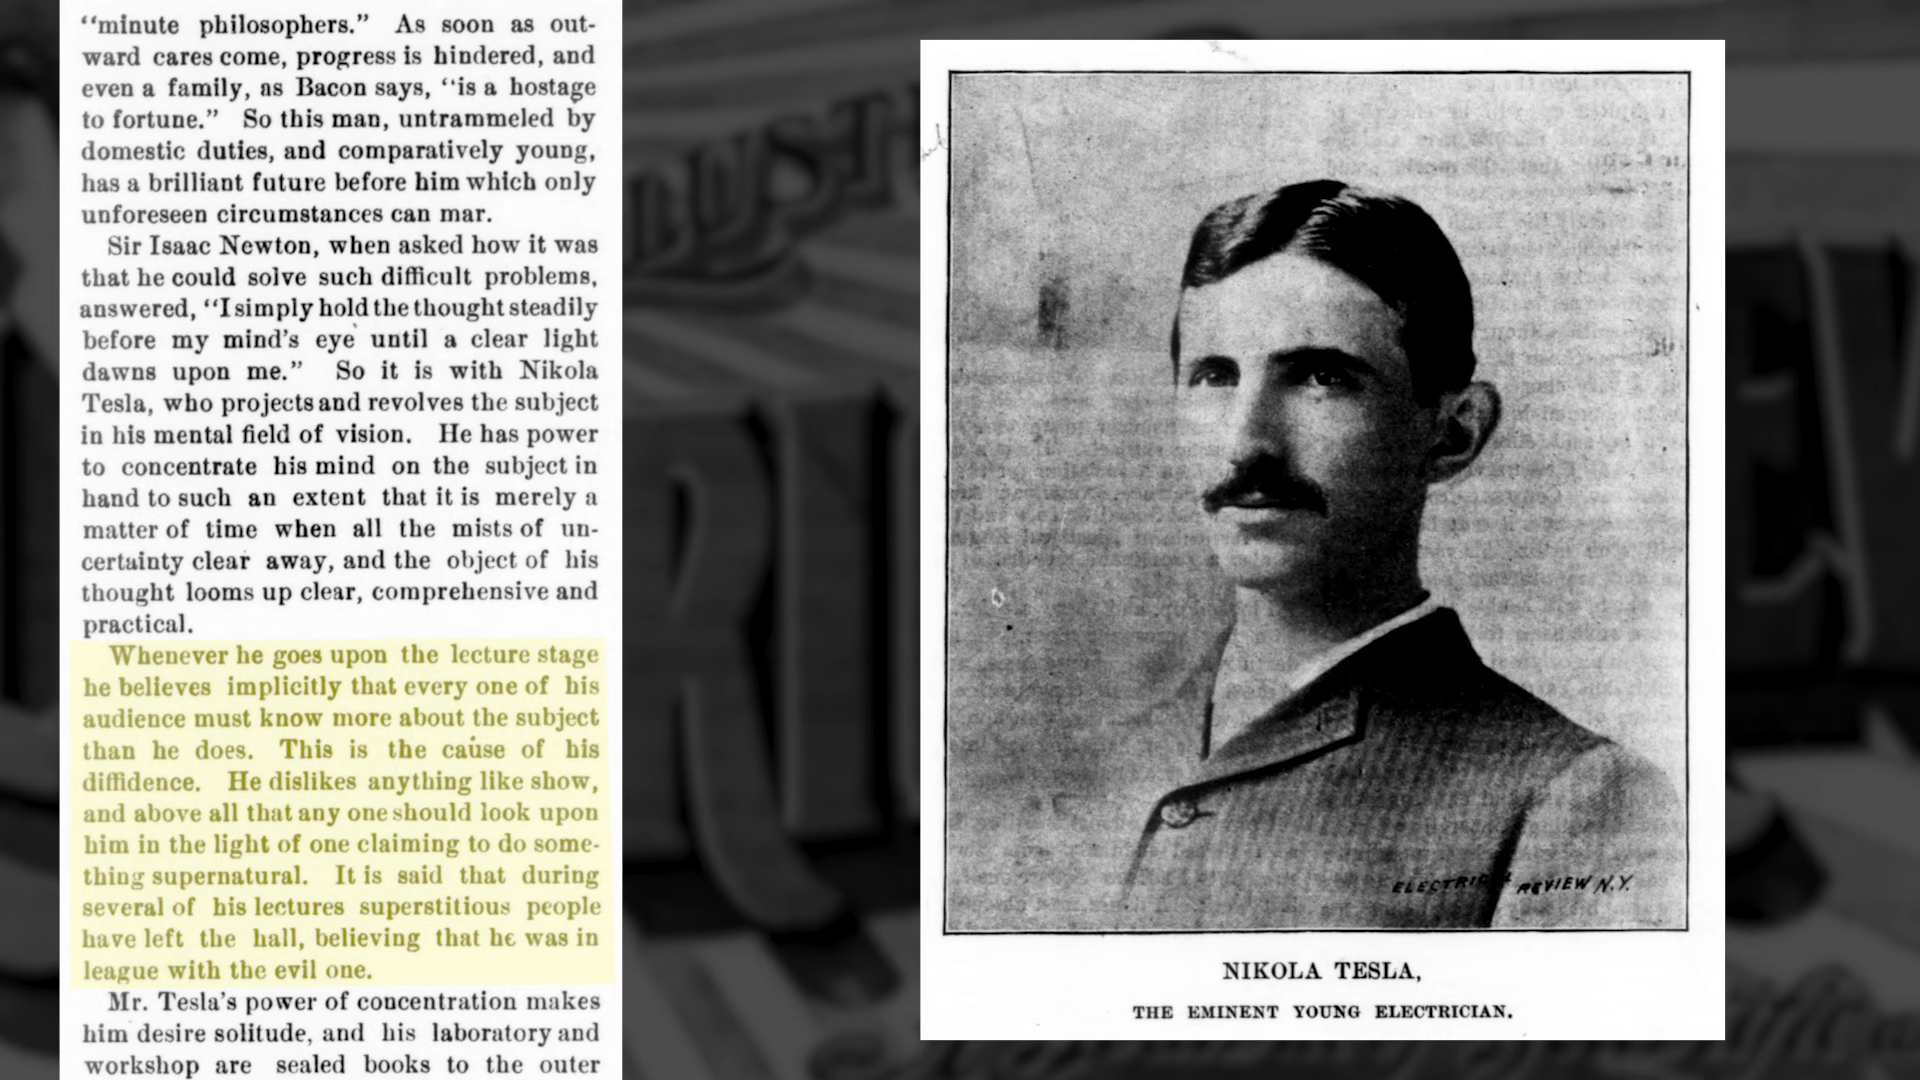 “minute philosophers.” As soon as out-
ward cares come, progress is hindered, and
even a family, as Bacon says, “is a hostage
to fortune.” So this man, untrammeled by
domestic duties, and comparatively young,
has a brilliant future before him which only
unforeseen circumstances can mar.
Sir Isaac Newton, when asked how it was
that he could solve such difficult problems,
answered, “I simply hold the thought steadily
before my mind’s eye until a clear light
dawns upon me.” So it is with Nikola
Tesla, who projects and revolves the subject
in his mental field of vision. He has power
to concentrate his mind on the subject in
hand to such an extent that it is merely a
matter of time when all the mists of un-
certainty clear away, and the object of his
thought looms up clear, comprehensive and
practical.
Whenever he goes upon the lecture stage
he believes implicitly that every one of his
audience must know more about the subject
than he does. This is the cause of his
diffidence. He dislikes anything like show,
and above all that any one should look upon
him in the light of one claiming to do some-
thing supernatural. It is said that during
several of his lectures superstitious people
have left the hall, believing that he was in
league with the evil one.
Mr. Tesla’s power of concentration makes
him desire solitude, and his laboratory and
workshop are sealed books to the outer
ELECTRICAL REVIEW N.Y.
NIKOLA TESLA,
THE EMINENT YOUNG ELECTRICIAN.